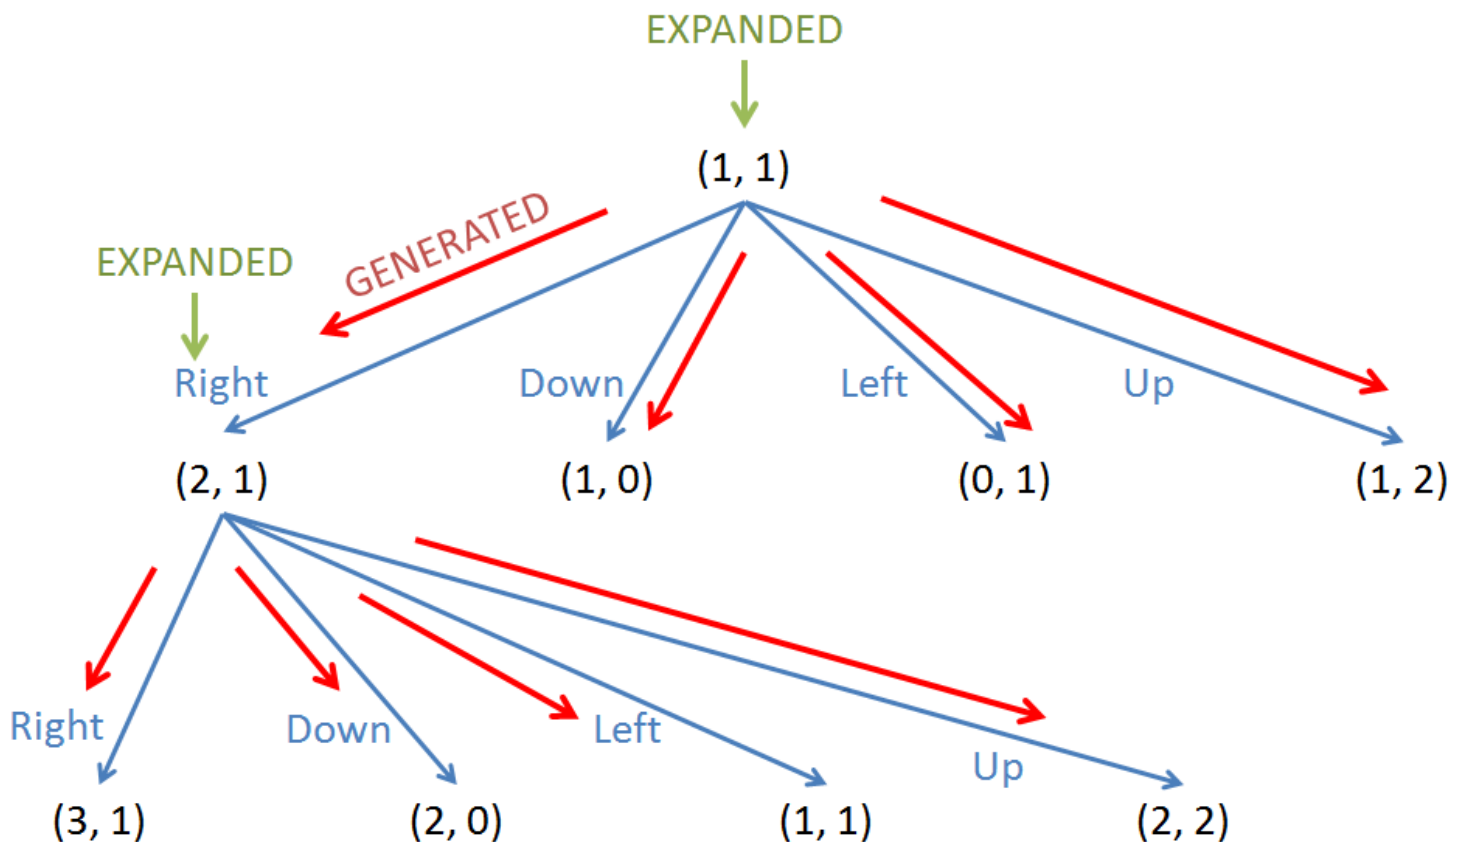 EXPANDED
(1, 1)
GENERATED
EXPANDED
Right Down Left Up
(2, 1) (1, 0) (0, 1) (1, 2)
Right Down Left Up
(3, 1) (2, 0) (1, 1) (2, 2)